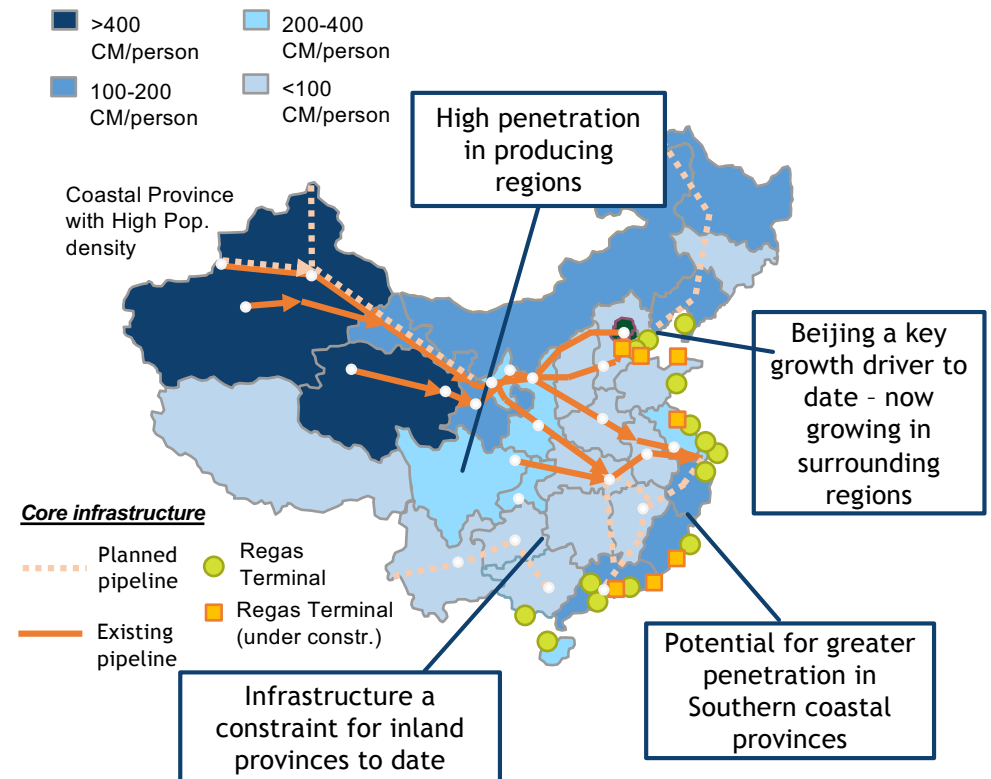 >400
CM/person
200-400
CM/person
100-200
CM/person
<100
CM/person
High penetration
in producing
regions
Coastal Province
with High Pop.
density
Beijing a key
growth driver to
date – now
growing in
surrounding
regions
Core infrastructure
Planned
pipeline
Regas
Terminal
Existing
pipeline
Regas Terminal
(under constr.)
Infrastructure a
constraint for inland
provinces to date
Potential for greater
penetration in
Southern coastal
provinces